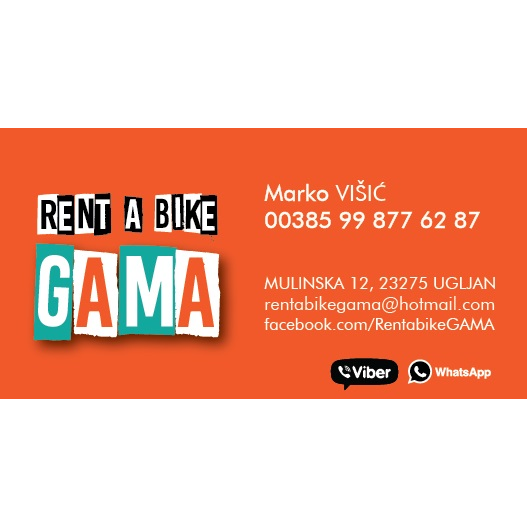 RENT A BIKE
GAMA
Marko VIŠIĆ
00385 99 877 62 87
MULINSKA 12, 23275 UGLJAN
rentabikegama@hotmail.com
facebook.com/RentabikeGAMA
Viber WhatsApp